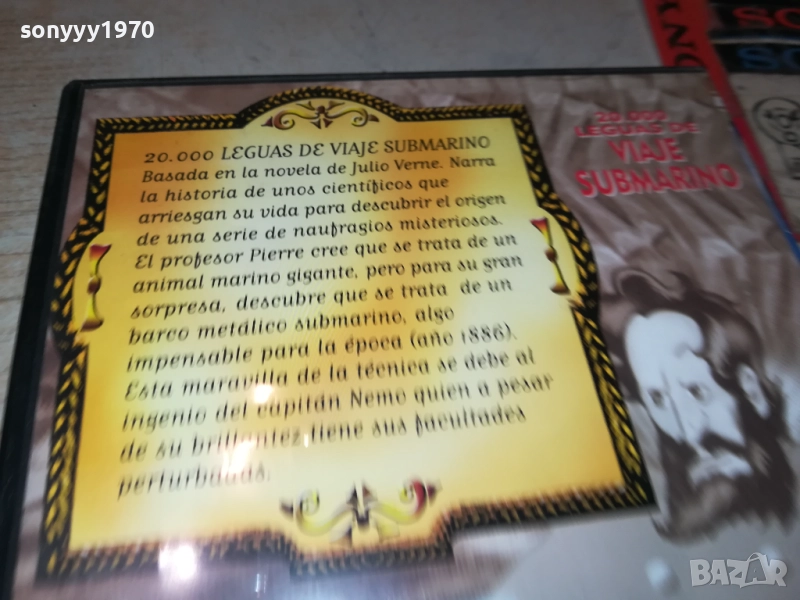 sonyyy1970
20.000 LEGUAS DE VIAJE SUBMARINO
Basada en la novela de Julio Verne. Narra
la historia de unos científicos que
arriesgan su vida para descubrir el origen
de una serie de naufragios misteriosos.
El profesor Pierre cree que se trata de un
animal marino gigante, pero para su gran
sorpresa, descubre que se trata de un
barco metálico submarino, algo
impensable para la época (año 1886).
Esta maravilla de la técnica se debe al
ingenio del capitán Nemo quien a pesar
de su brillantez tiene sus facultades
perturbadas.
20.000
LEGUAS DE
VIAJE
SUBMARINO
BAZAR